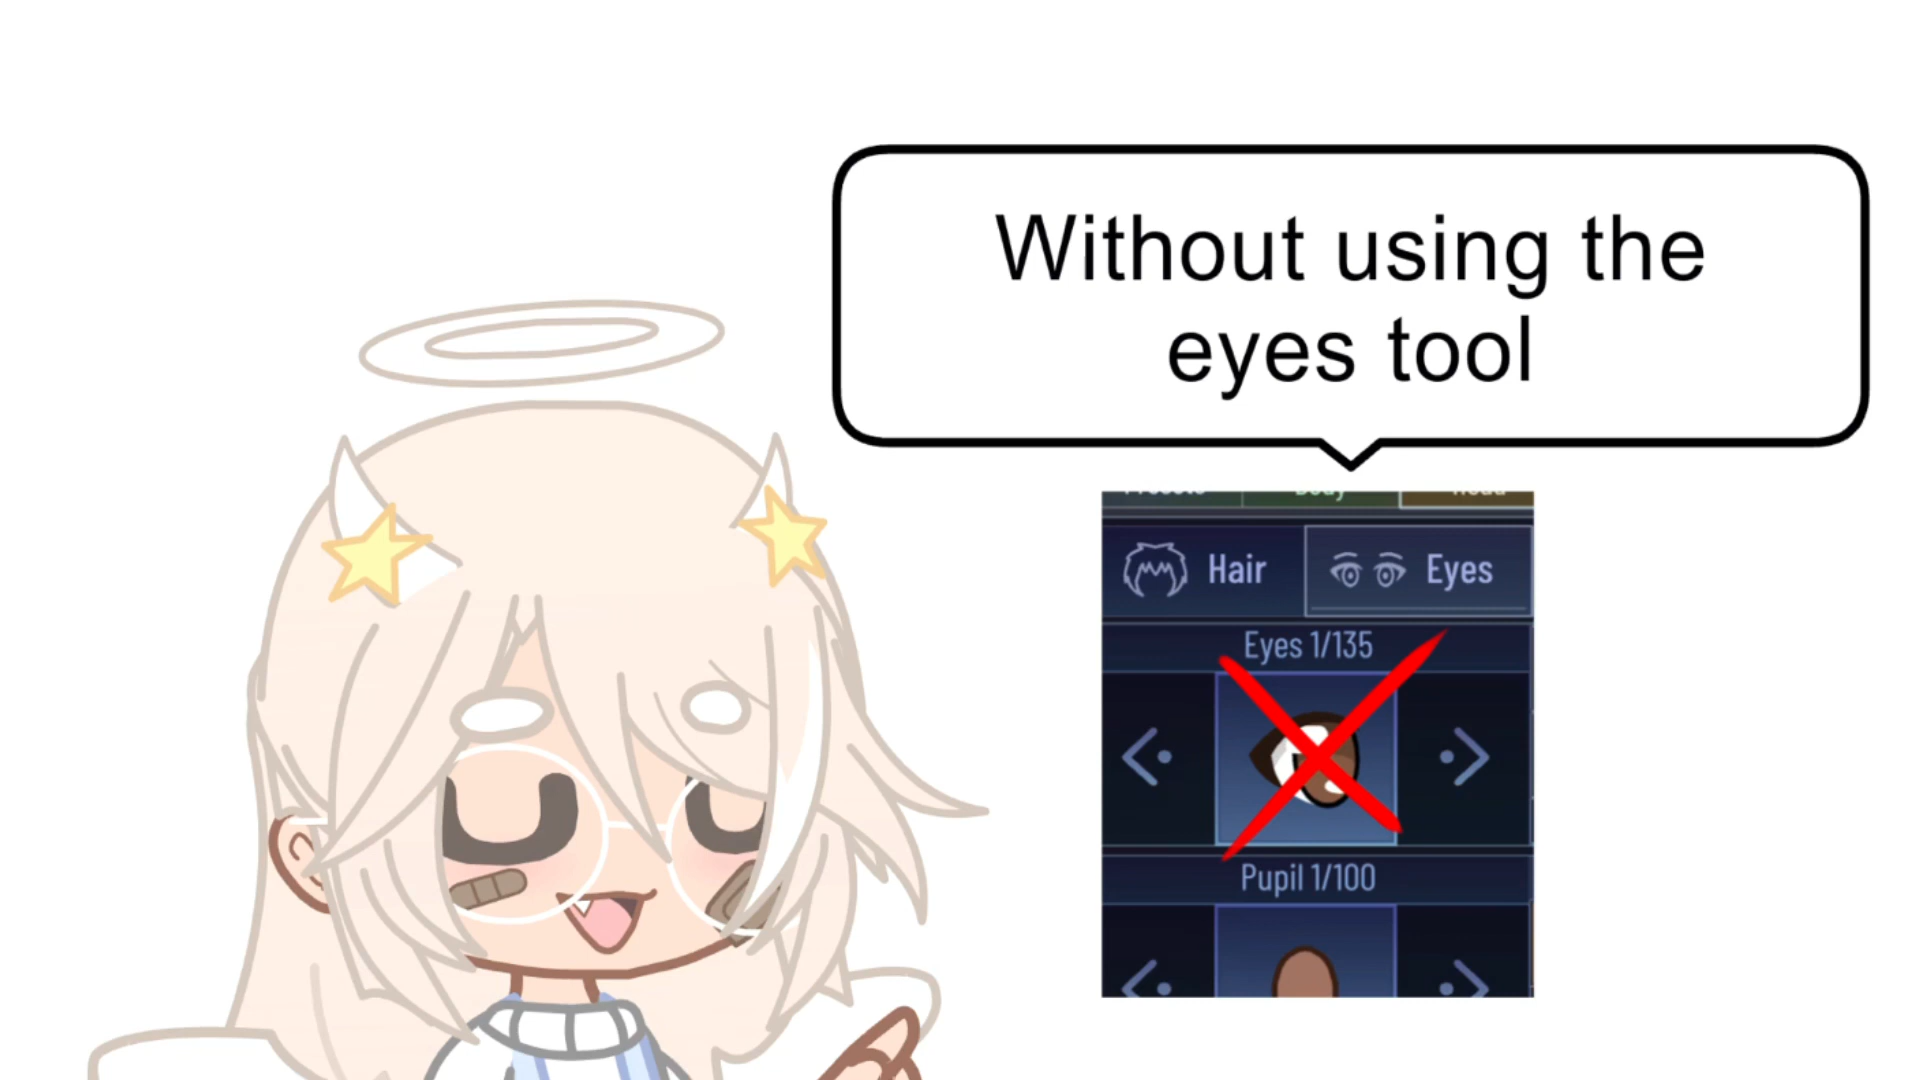 Without using the
eyes tool
Hair
Eyes
Eyes 1/135
Pupil 1/100